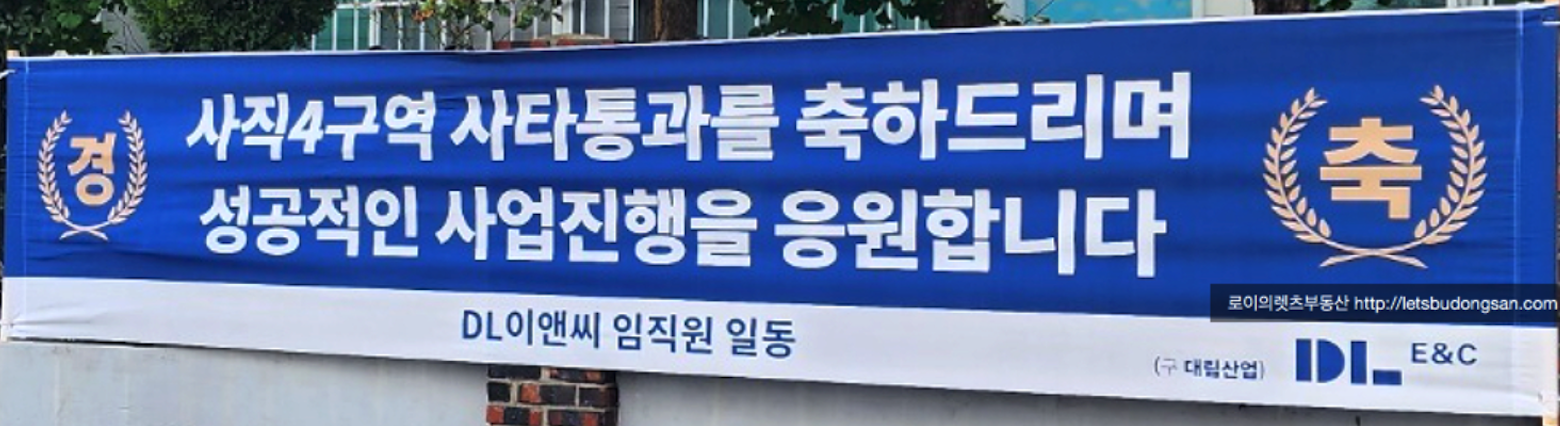 경
사직4구역 사타통과를 축하드리며
성공적인 사업진행을 응원합니다
축
DL이앤씨 임직원 일동
(구 대림산업)
DL E&C
로이의렛츠부동산 http://letsbudongsan.com